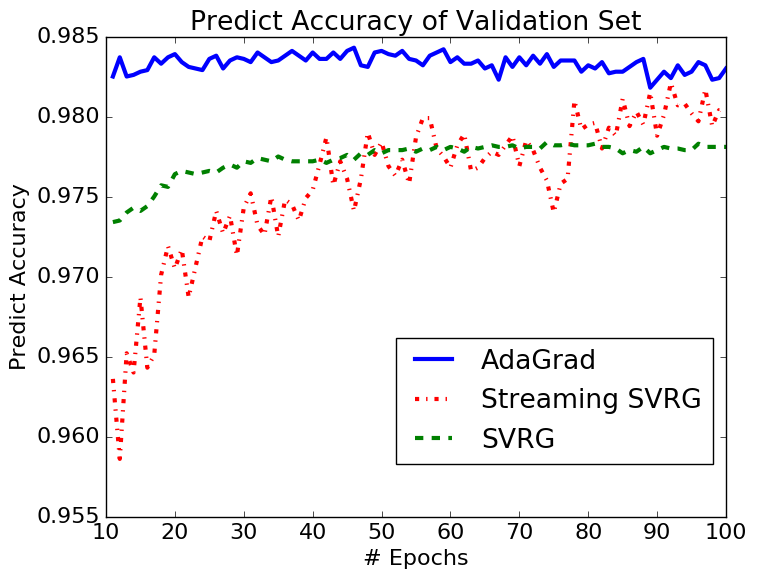 Predict Accuracy of Validation Set
0.985
0.980
0.975
0.970
0.965
0.960
0.955
Predict Accuracy
AdaGrad
Streaming SVRG
SVRG
10 20 30 40 50 60 70 80 90 100
# Epochs